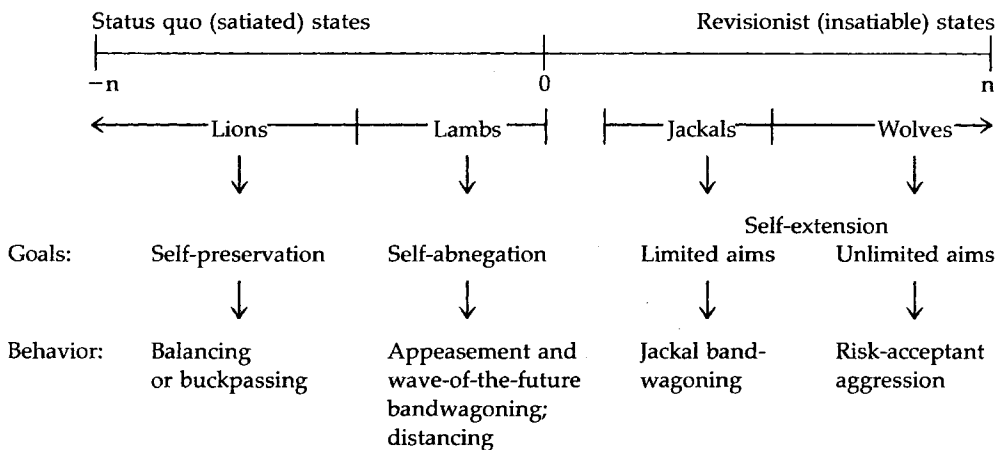 Status quo (satiated) states Revisionist (insatiable) states
−n 0 n
Lions Lambs Jackals Wolves
Self-extension
Goals: Self-preservation Self-abnegation Limited aims Unlimited aims
Behavior: Balancing Appeasement and Jackal band- Risk-acceptant
or buckpassing wave-of-the-future wagoning aggression
bandwagoning;
distancing